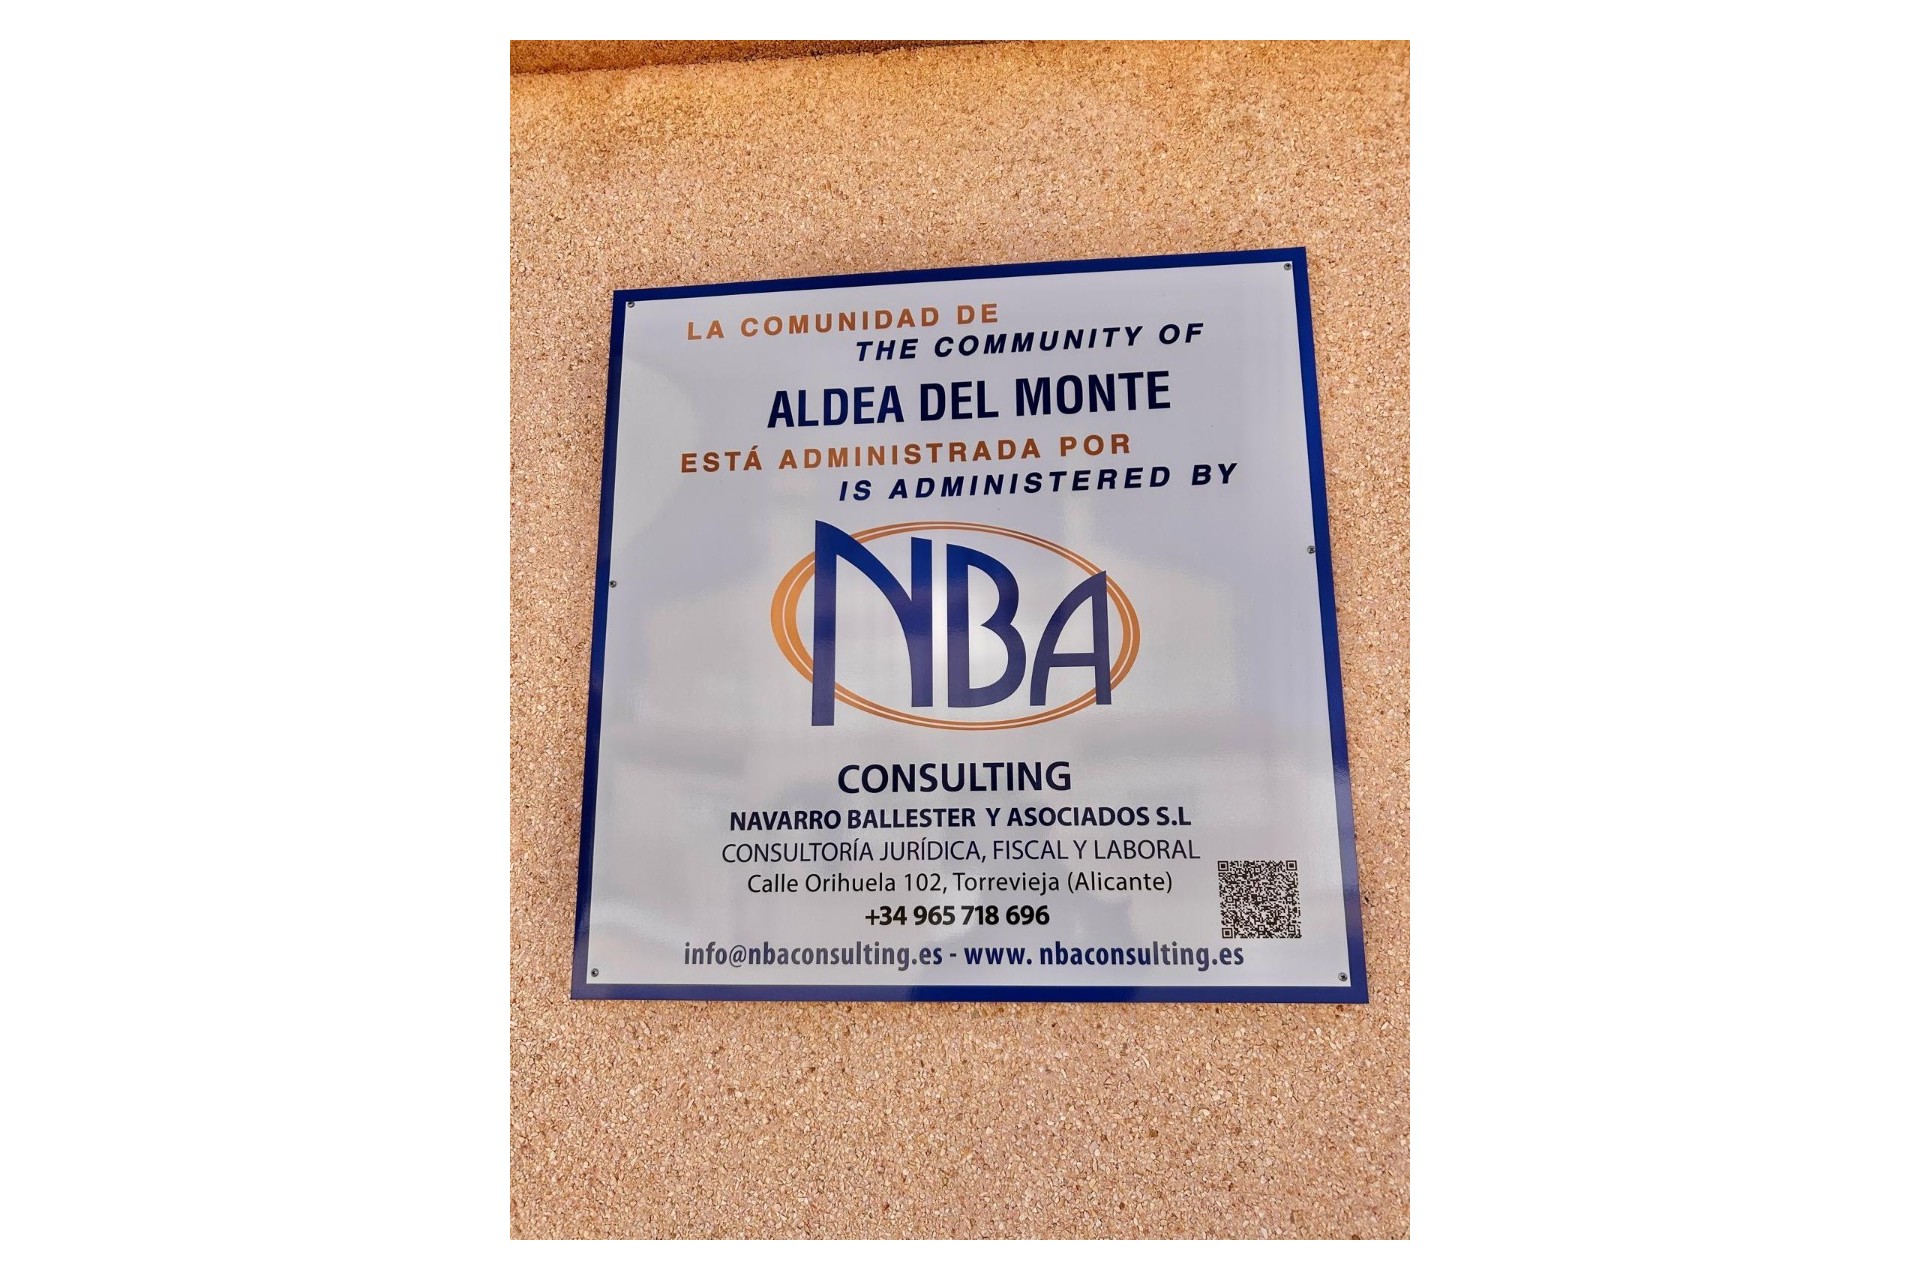 LA COMUNIDAD DE
THE COMMUNITY OF
ALDEA DEL MONTE
ESTÁ ADMINISTRADA POR
IS ADMINISTERED BY
NBA
CONSULTING
NAVARRO BALLESTER Y ASOCIADOS S.L
CONSULTORÍA JURÍDICA, FISCAL Y LABORAL
Calle Orihuela 102, Torrevieja (Alicante)
+34 965 718 696
info@nbaconsulting.es - www. nbaconsulting.es